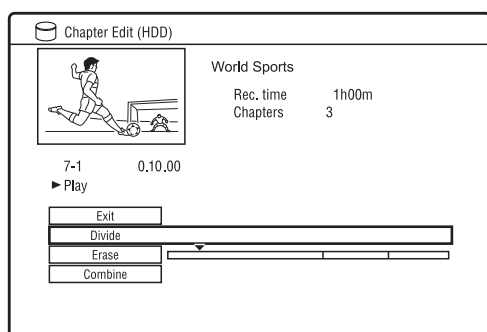 Chapter Edit (HDD)
World Sports
Rec. time 1h00m
Chapters 3
7-1 0.10.00
►Play
Exit
Divide
Erase
Combine